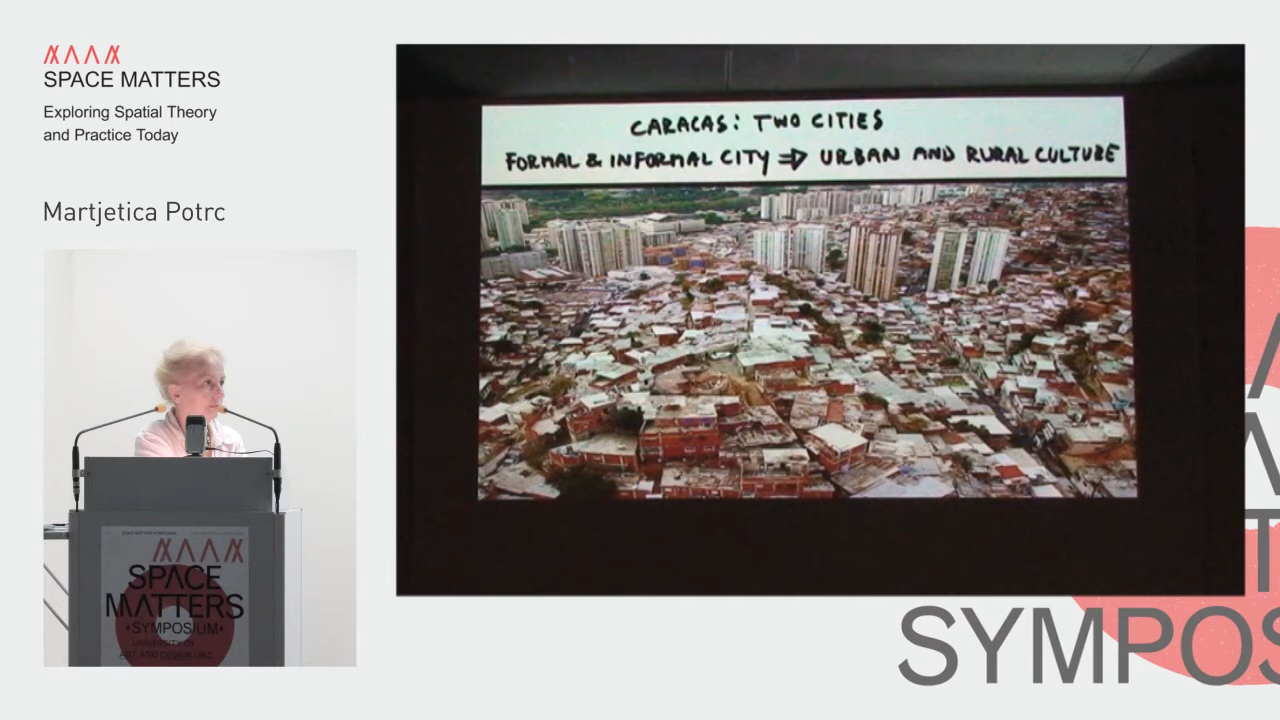 SPACE MATTERS
Exploring Spatial Theory
and Practice Today
Martjetica Potrc
CARACAS: TWO CITIES
FORMAL & INFORMAL CITY ⇒ URBAN AND RURAL CULTURE
SPACE
MATTERS
•SYMPOSIUM•
UNIVERSITY OF
ART AND DESIGN LINZ
SYMPOS